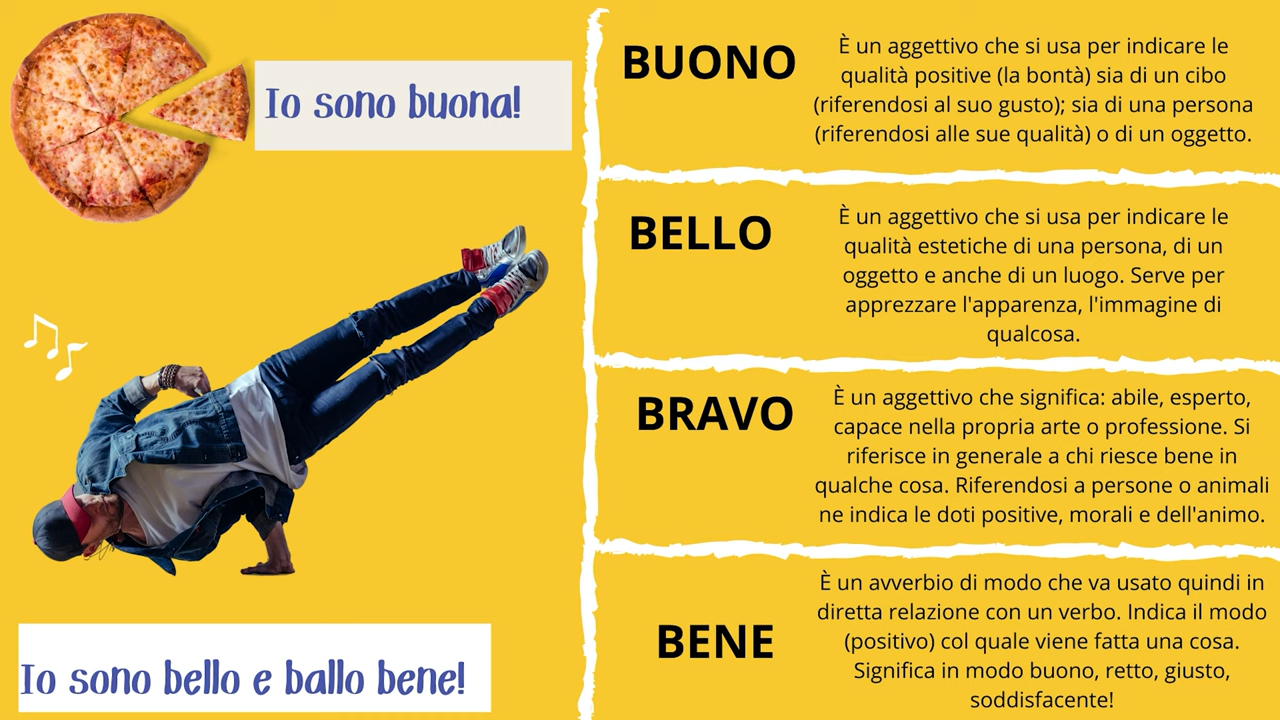 Io sono buona!
Io sono bello e ballo bene!
BUONO
È un aggettivo che si usa per indicare le
qualità positive (la bontà) sia di un cibo
(riferendosi al suo gusto); sia di una persona
(riferendosi alle sue qualità) o di un oggetto.
BELLO
È un aggettivo che si usa per indicare le
qualità estetiche di una persona, di un
oggetto e anche di un luogo. Serve per
apprezzare l'apparenza, l'immagine di
qualcosa.
BRAVO
È un aggettivo che significa: abile, esperto,
capace nella propria arte o professione. Si
riferisce in generale a chi riesce bene in
qualche cosa. Riferendosi a persone o animali
ne indica le doti positive, morali e dell'animo.
BENE
È un avverbio di modo che va usato quindi in
diretta relazione con un verbo. Indica il modo
(positivo) col quale viene fatta una cosa.
Significa in modo buono, retto, giusto,
soddisfacente!